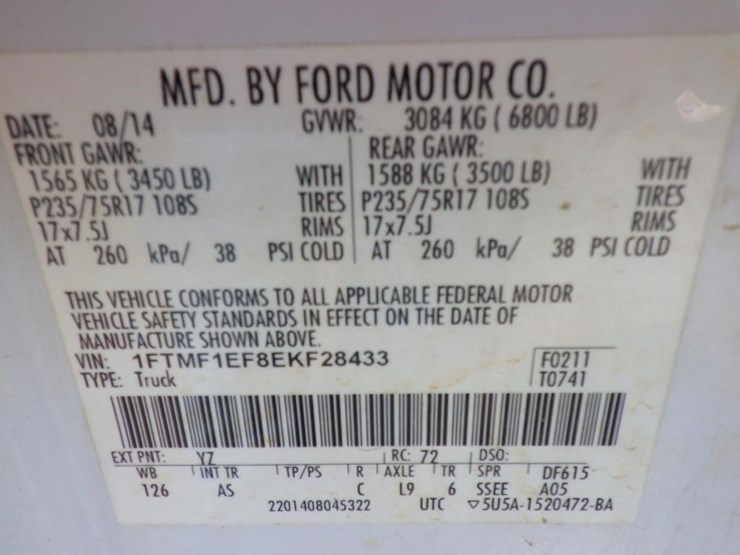 MFD. BY FORD MOTOR CO.
DATE: 08/14 GVWR: 3084 KG ( 6800 LB)
FRONT GAWR: REAR GAWR:
1565 KG ( 3450 LB) WITH 1588 KG ( 3500 LB) WITH
P235/75R17 108S TIRES P235/75R17 108S TIRES
17x7.5J RIMS 17x7.5J RIMS
AT 260 kPa/ 38 PSI COLD AT 260 kPa/ 38 PSI COLD
THIS VEHICLE CONFORMS TO ALL APPLICABLE FEDERAL MOTOR
VEHICLE SAFETY STANDARDS IN EFFECT ON THE DATE OF
MANUFACTURE SHOWN ABOVE.
VIN: 1FTMF1EF8EKF28433 F0211
TYPE: Truck T0741
EXT PNT: YZ RC: 72 DSO:
WB INT TR TP/PS R AXLE TR SPR DF615
126 AS C L9 6 SSEE A05
2201408045322 UTC ▽5U5A-1520472-BA